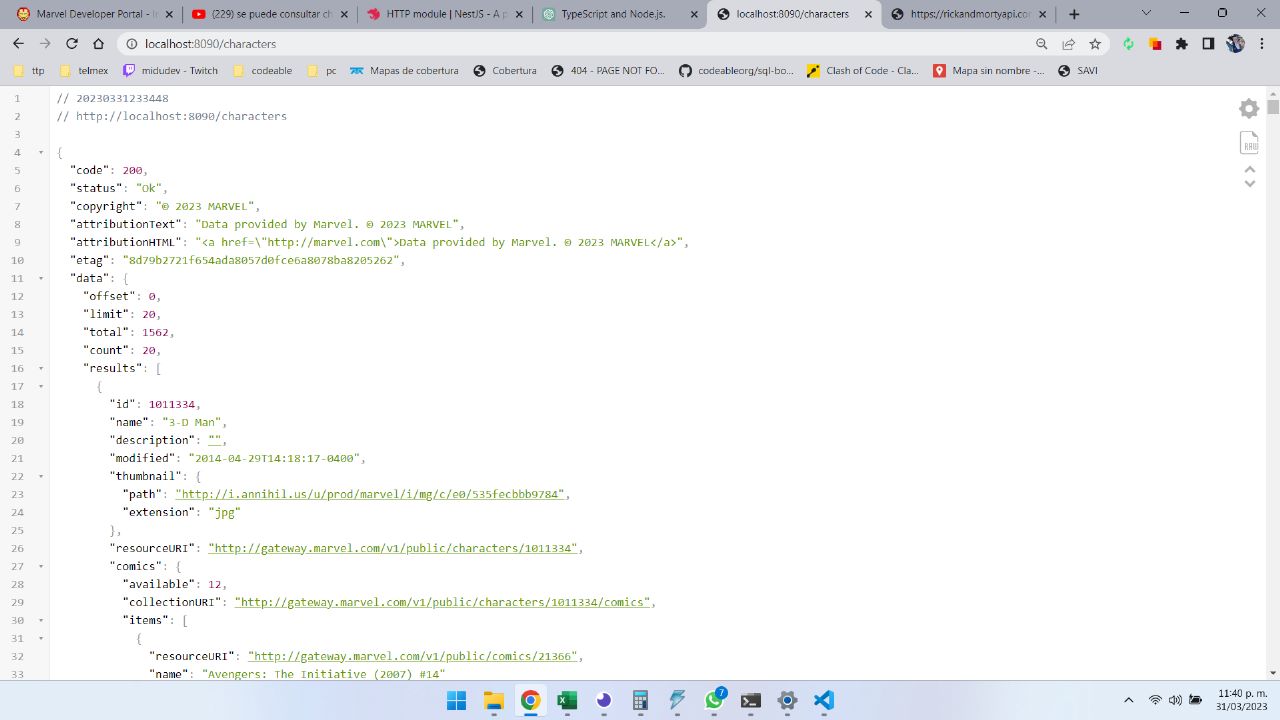 Marvel Developer Portal - In
(229) se puede consultar ch
HTTP module | NestJS - A p
TypeScript and Node.js.
localhost:8090/characters
https://rickandmortyapi.co
localhost:8090/characters
ttp
telmex
midudev - Twitch
codeable
pc
Mapas de cobertura
Cobertura
404 - PAGE NOT FO...
codeableorg/sql-bo...
Clash of Code - Cla...
Mapa sin nombre -...
SAVI
1 // 20230331233448
2 // http://localhost:8090/characters
3
4 {
5 "code": 200,
6 "status": "Ok",
7 "copyright": "© 2023 MARVEL",
8 "attributionText": "Data provided by Marvel. © 2023 MARVEL",
9 "attributionHTML": "<a href=\"http://marvel.com\">Data provided by Marvel. © 2023 MARVEL</a>",
10 "etag": "8d79b2721f654ada8057d0fce6a8078ba8205262",
11 "data": {
12 "offset": 0,
13 "limit": 20,
14 "total": 1562,
15 "count": 20,
16 "results": [
17 {
18 "id": 1011334,
19 "name": "3-D Man",
20 "description": "",
21 "modified": "2014-04-29T14:18:17-0400",
22 "thumbnail": {
23 "path": "http://i.annihil.us/u/prod/marvel/i/mg/c/e0/535fecbbb9784",
24 "extension": "jpg"
25 },
26 "resourceURI": "http://gateway.marvel.com/v1/public/characters/1011334",
27 "comics": {
28 "available": 12,
29 "collectionURI": "http://gateway.marvel.com/v1/public/characters/1011334/comics",
30 "items": [
31 {
32 "resourceURI": "http://gateway.marvel.com/v1/public/comics/21366",
33 "name": "Avengers: The Initiative (2007) #14"
RAW
7
11:40 p. m.
31/03/2023